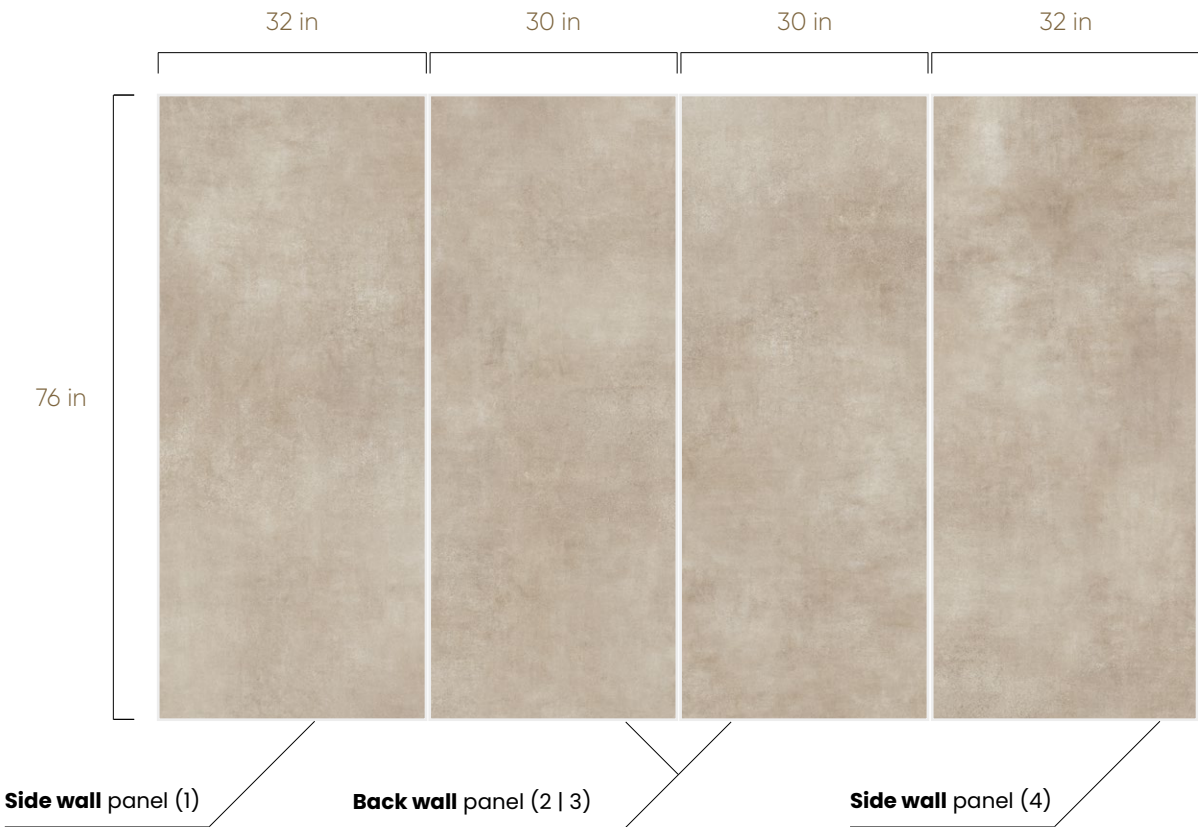 32 in
30 in
30 in
32 in
76 in
Side wall panel (1)
Back wall panel (2 | 3)
Side wall panel (4)